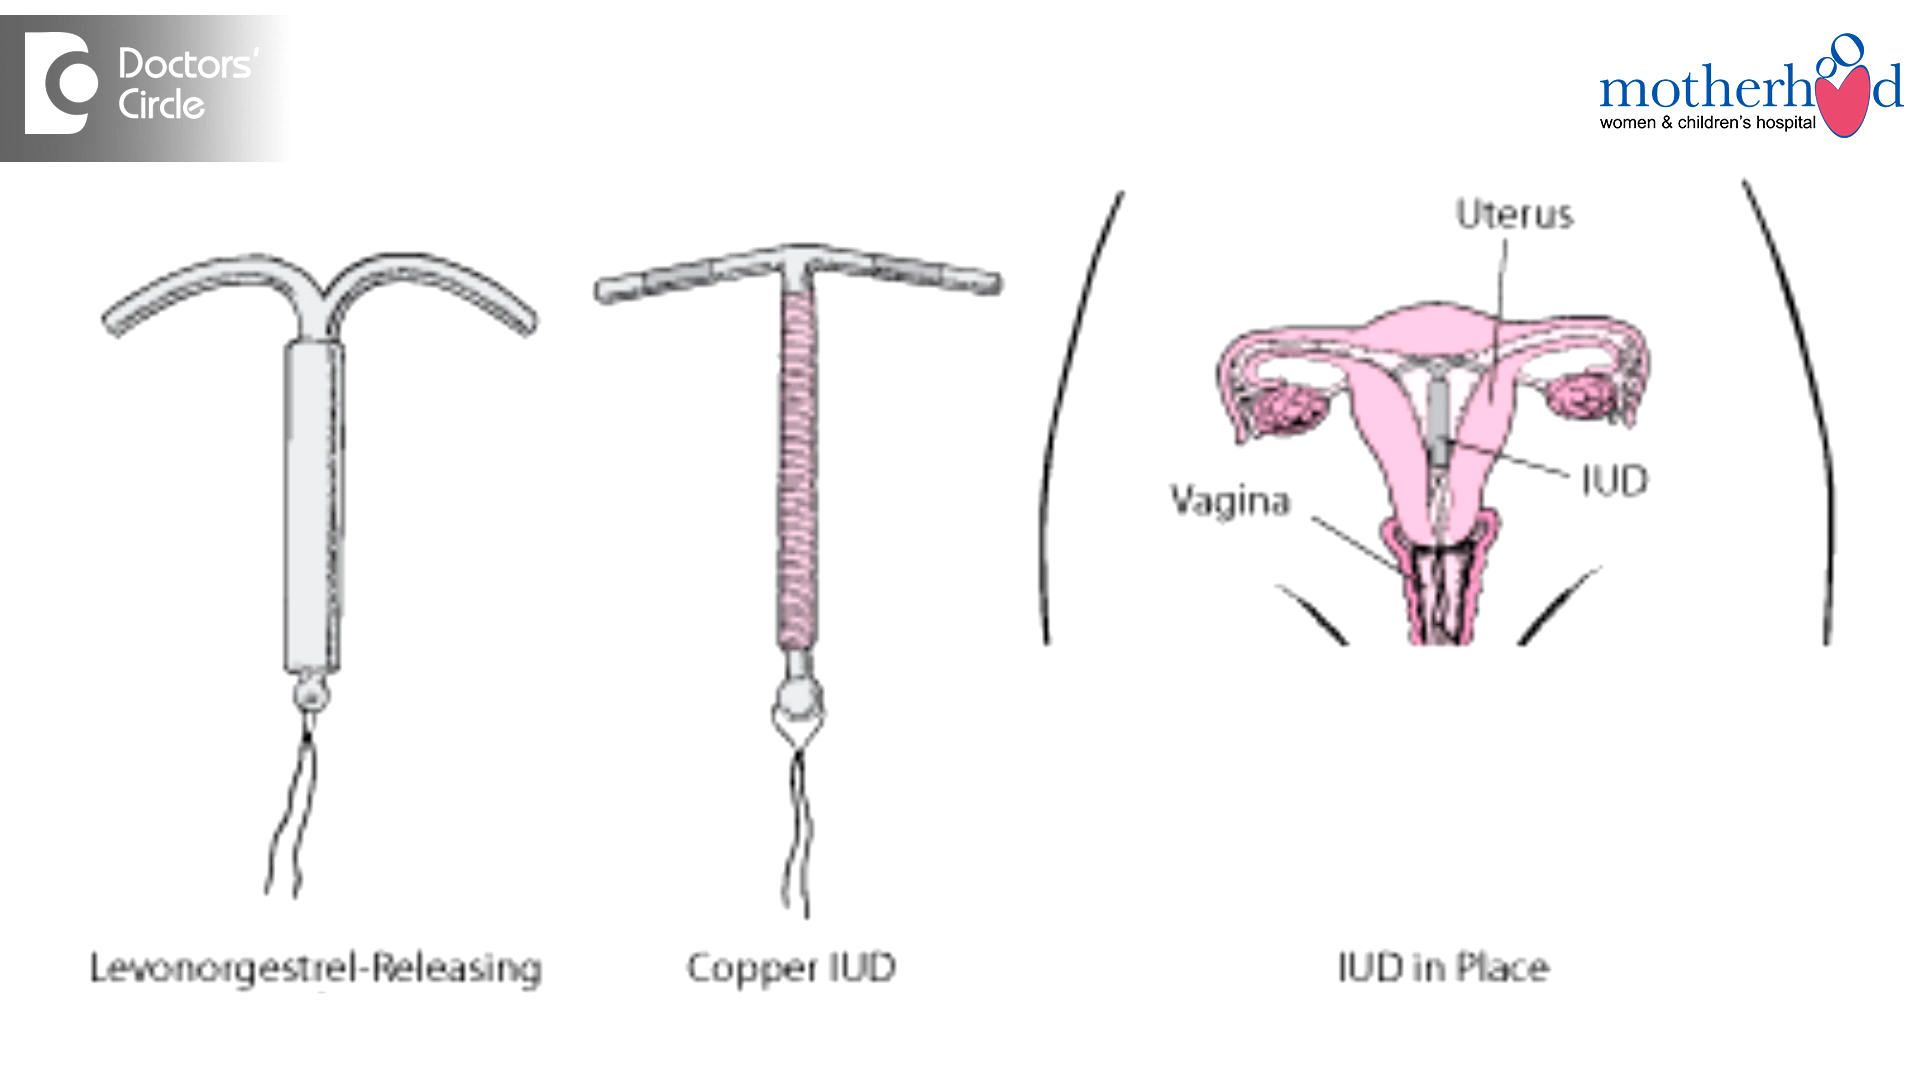 Doctors'
Circle
motherhood
women & children's hospital
Uterus
IUD
Vagina
Levonorgestrel-Releasing
Copper IUD
IUD in Place